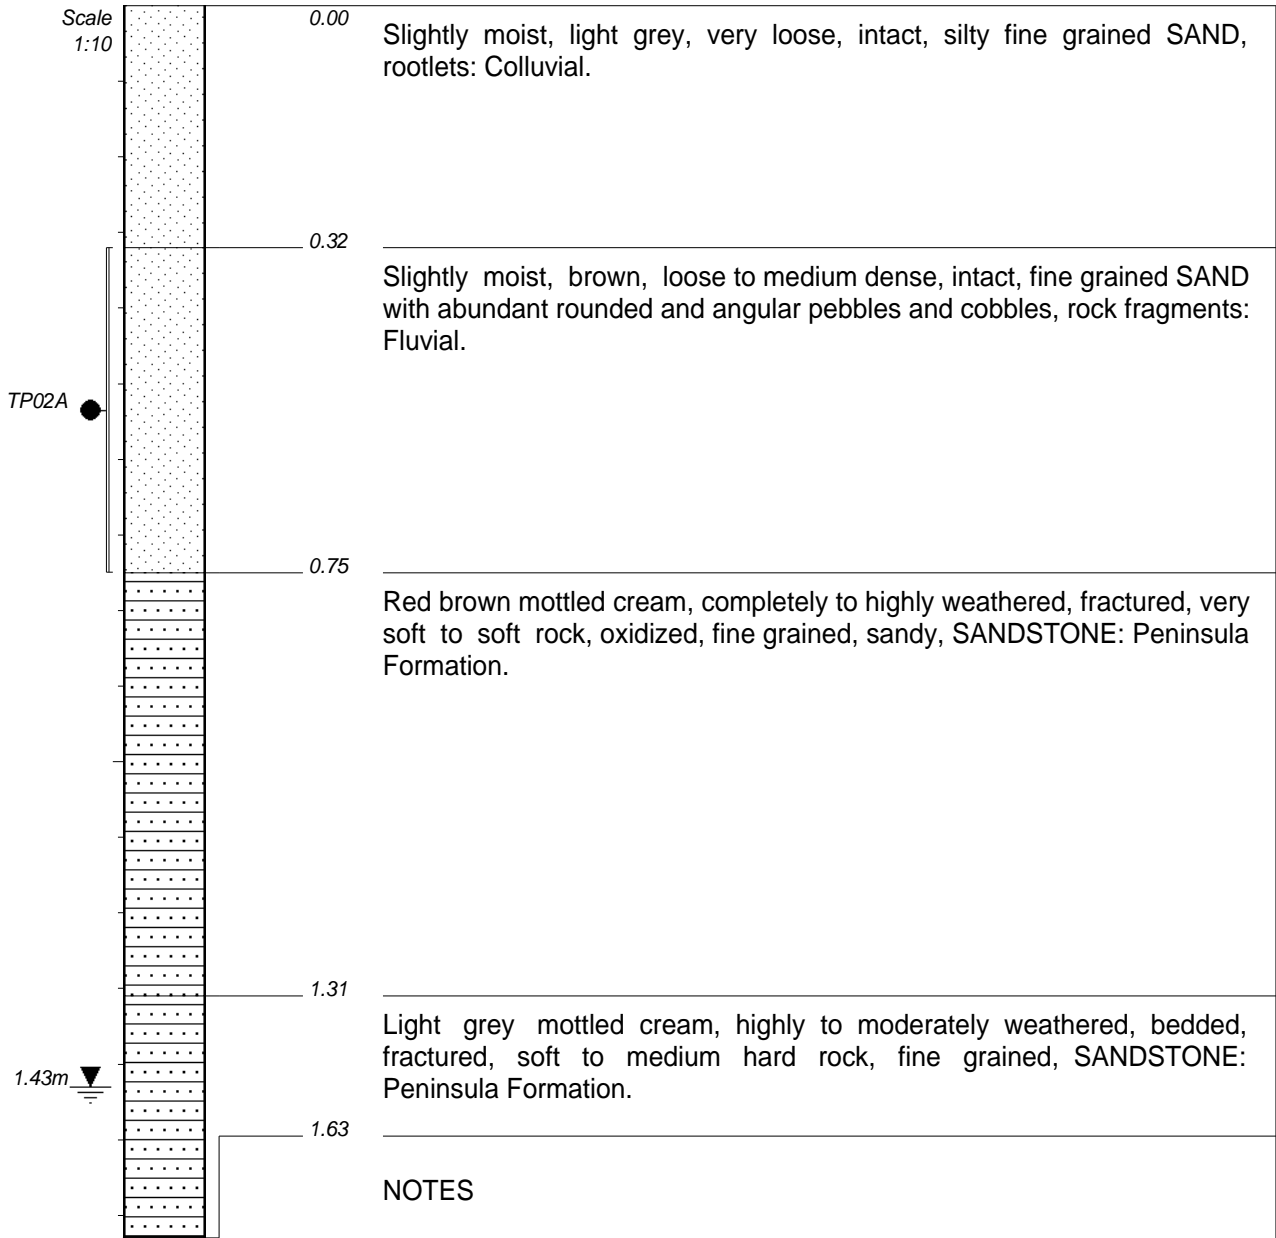 Scale
1:10
0.00
Slightly moist, light grey, very loose, intact, silty fine grained SAND,
rootlets: Colluvial.
0.32
Slightly moist, brown, loose to medium dense, intact, fine grained SAND
with abundant rounded and angular pebbles and cobbles, rock fragments:
Fluvial.
TP02A
0.75
Red brown mottled cream, completely to highly weathered, fractured, very
soft to soft rock, oxidized, fine grained, sandy, SANDSTONE: Peninsula
Formation.
1.31
Light grey mottled cream, highly to moderately weathered, bedded,
fractured, soft to medium hard rock, fine grained, SANDSTONE:
Peninsula Formation.
1.43m
1.63
NOTES